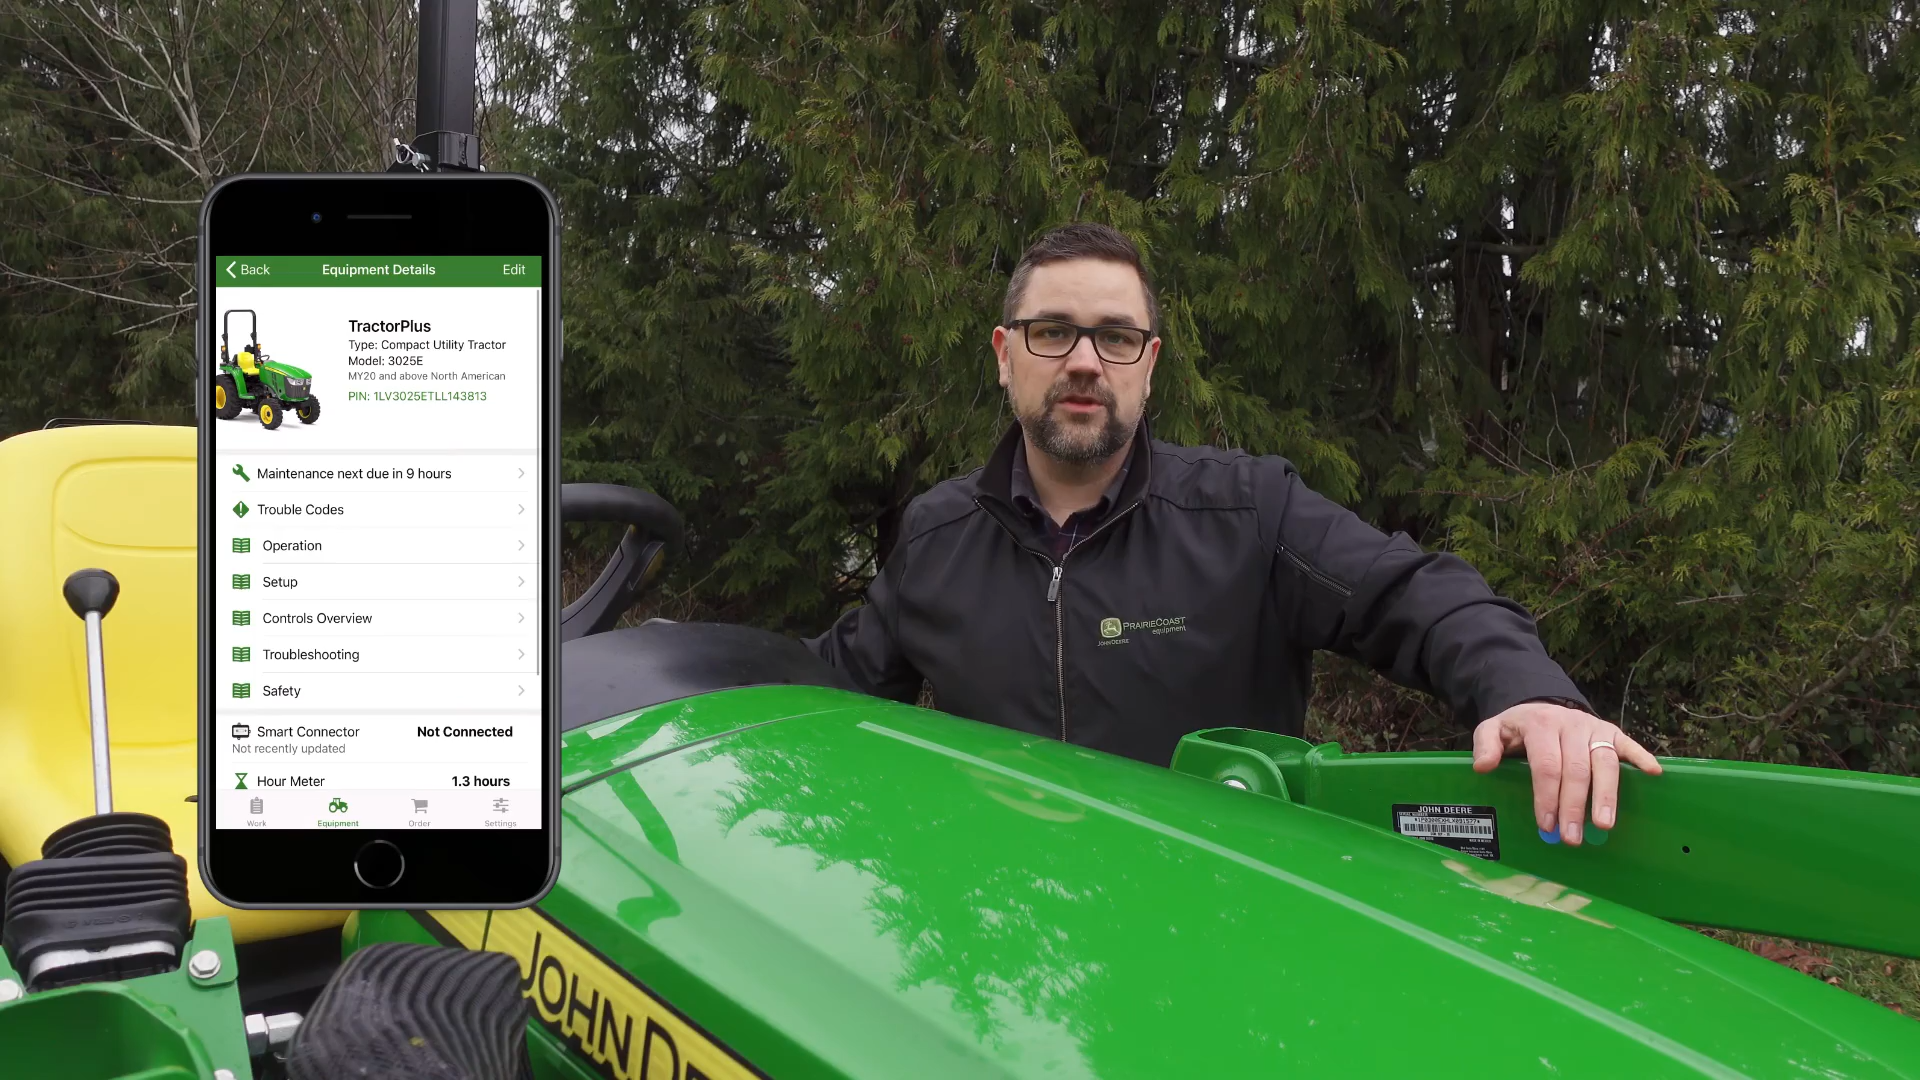 Back
Equipment Details
Edit
TractorPlus
Type: Compact Utility Tractor
Model: 3025E
MY20 and above North American
PIN: 1LV3025ETLL143813
Maintenance next due in 9 hours
Trouble Codes
Operation
Setup
Controls Overview
Troubleshooting
Safety
Smart Connector
Not Connected
Not recently updated
Hour Meter
1.3 hours
Work
Equipment
Order
Settings
PRAIRIECOAST
equipment
JOHN DEERE
JOHN DEERE
JOHN D